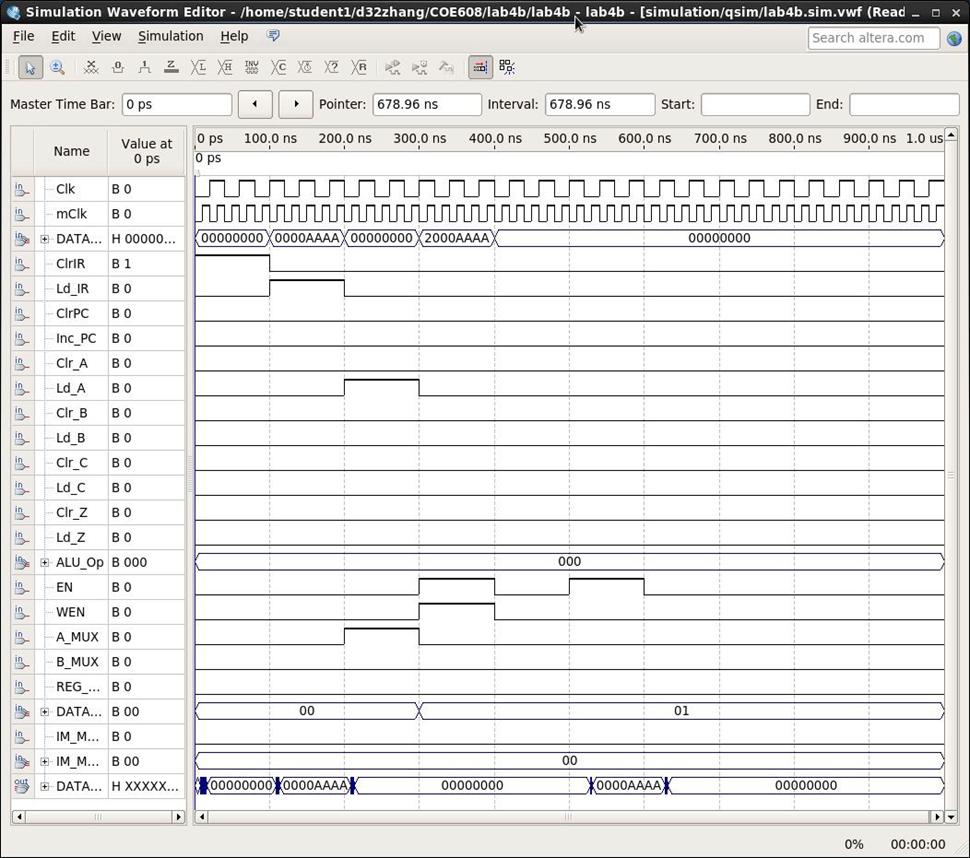 Simulation Waveform Editor - /home/student1/d32zhang/COE608/lab4b/lab4b - lab4b - [simulation/qsim/lab4b.sim.vwf (Read
File Edit View Simulation Help Search altera.com
Master Time Bar: 0 ps Pointer: 678.96 ns Interval: 678.96 ns Start: End:
Name Value at 0 ps
0 ps 100.0 ns 200.0 ns 300.0 ns 400.0 ns 500.0 ns 600.0 ns 700.0 ns 800.0 ns 900.0 ns 1.0 us
0 ps
Clk B 0
mClk B 0
DATA... H 00000... 00000000 0000AAAA 00000000 2000AAAA 00000000
ClrIR B 1
Ld_IR B 0
ClrPC B 0
Inc_PC B 0
Clr_A B 0
Ld_A B 0
Clr_B B 0
Ld_B B 0
Clr_C B 0
Ld_C B 0
Clr_Z B 0
Ld_Z B 0
ALU_Op B 000 000
EN B 0
WEN B 0
A_MUX B 0
B_MUX B 0
REG_... B 0
DATA... B 00 00 01
IM_M... B 0
IM_M... B 00 00
DATA... H XXXXX... 00000000 0000AAAA 00000000 0000AAAA 00000000
0% 00:00:00